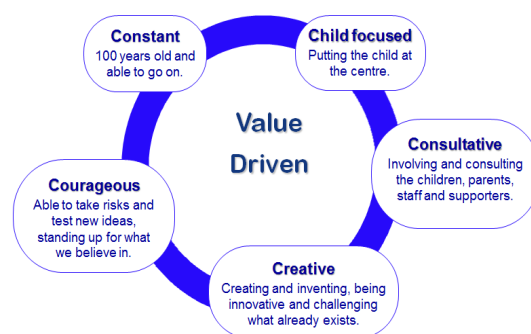 Constant
100 years old and
able to go on.
Child focused
Putting the child at
the centre.
Value
Driven
Consultative
Involving and consulting
the children, parents,
staff and supporters.
Courageous
Able to take risks and
test new ideas,
standing up for what
we believe in.
Creative
Creating and inventing, being
innovative and challenging
what already exists.